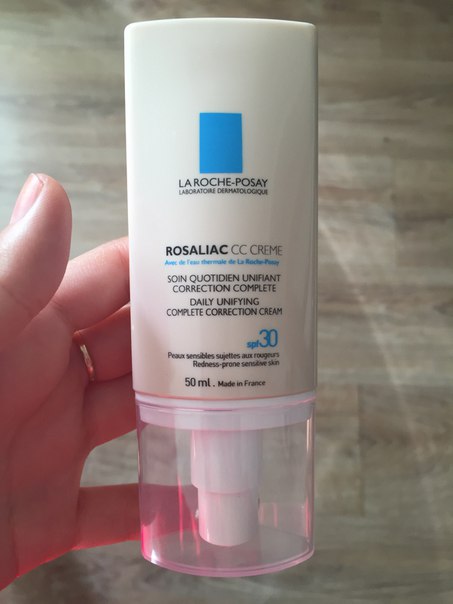 LA ROCHE-POSAY
LABORATOIRE DERMATOLOGIQUE
ROSALIAC CC CREME
Avec de l'eau thermale de La Roche-Posay
SOIN QUOTIDIEN UNIFIANT
CORRECTION COMPLETE
DAILY UNIFYING
COMPLETE CORRECTION CREAM
spf30
Peaux sensibles sujettes aux rougeurs
Redness-prone sensitive skin
50 ml. Made in France